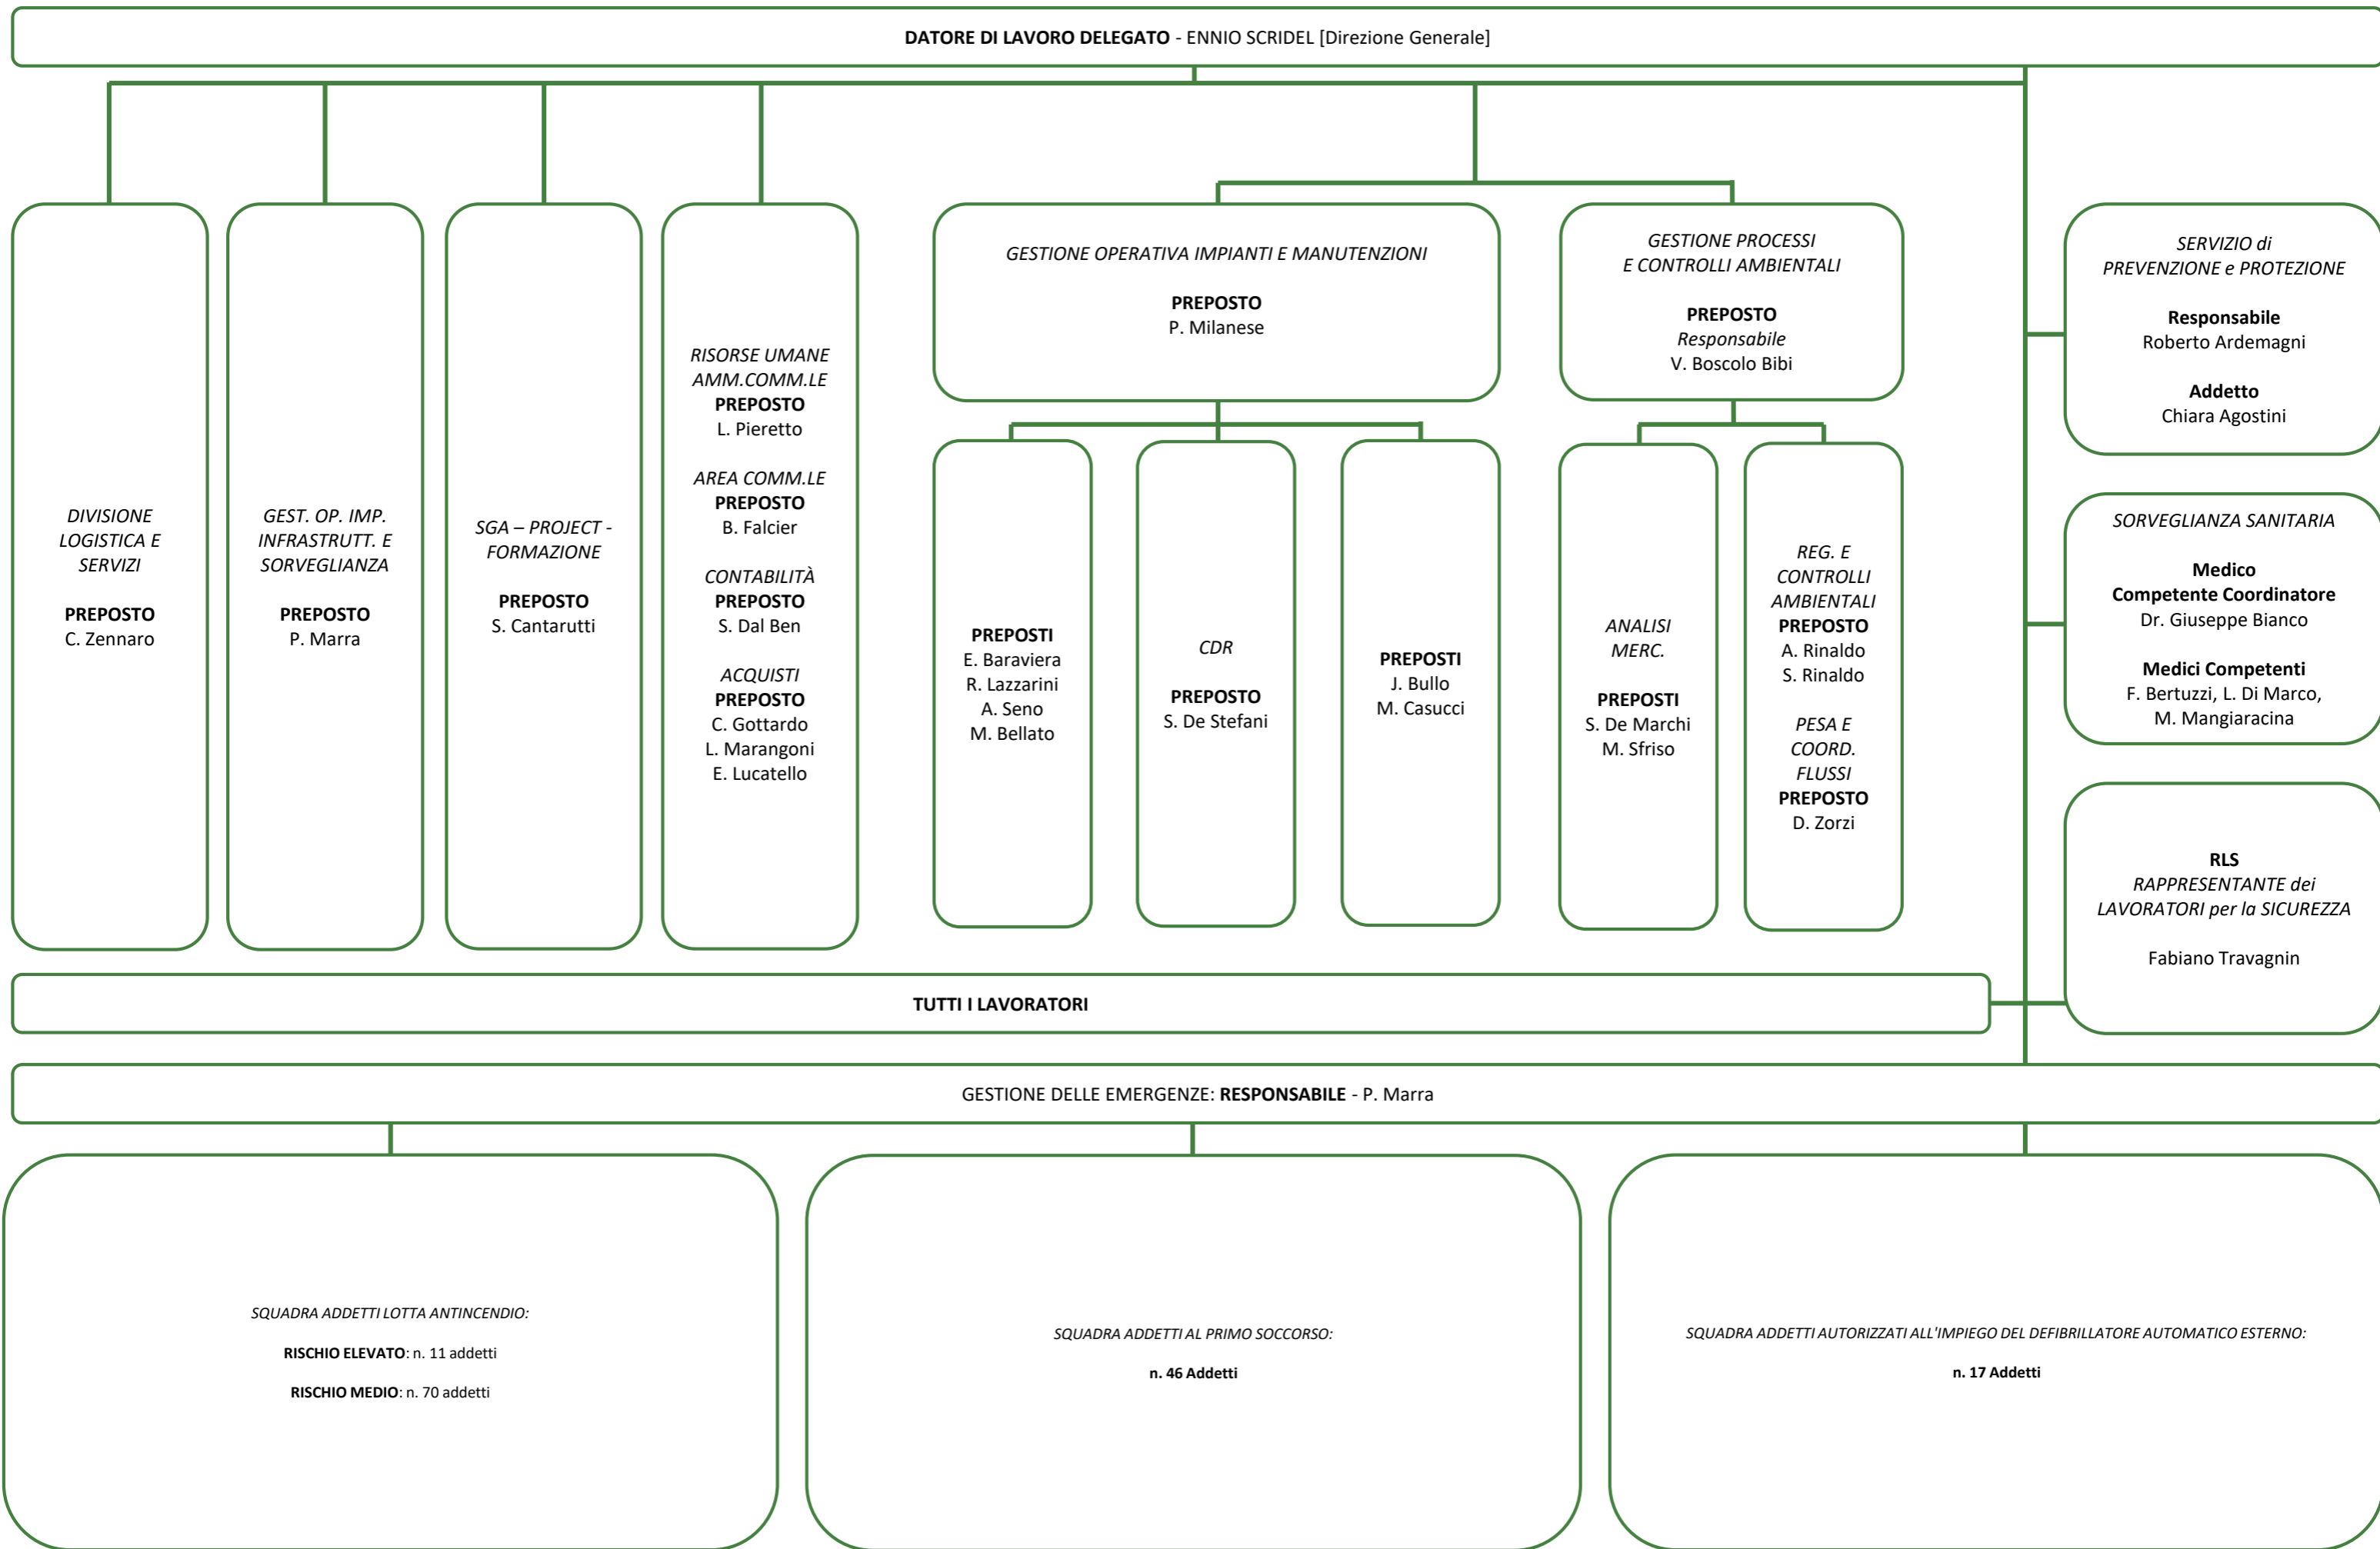 DATORE DI LAVORO DELEGATO - ENNIO SCRIDEL [Direzione Generale]
DIVISIONE
LOGISTICA E
SERVIZI
PREPOSTO
C. Zennaro
GEST. OP. IMP.
INFRASTRUTT. E
SORVEGLIANZA
PREPOSTO
P. Marra
SGA – PROJECT -
FORMAZIONE
PREPOSTO
S. Cantarutti
RISORSE UMANE
AMM.COMM.LE
PREPOSTO
L. Pieretto
AREA COMM.LE
PREPOSTO
B. Falcier
CONTABILITÀ
PREPOSTO
S. Dal Ben
ACQUISTI
PREPOSTO
C. Gottardo
L. Marangoni
E. Lucatello
GESTIONE OPERATIVA IMPIANTI E MANUTENZIONI
PREPOSTO
P. Milanese
PREPOSTI
E. Baraviera
R. Lazzarini
A. Seno
M. Bellato
CDR
PREPOSTO
S. De Stefani
PREPOSTI
J. Bullo
M. Casucci
GESTIONE PROCESSI
E CONTROLLI AMBIENTALI
PREPOSTO
Responsabile
V. Boscolo Bibi
ANALISI
MERC.
PREPOSTI
S. De Marchi
M. Sfriso
REG. E
CONTROLLI
AMBIENTALI
PREPOSTO
A. Rinaldo
S. Rinaldo
PESA E
COORD.
FLUSSI
PREPOSTO
D. Zorzi
SERVIZIO di
PREVENZIONE e PROTEZIONE
Responsabile
Roberto Ardemagni
Addetto
Chiara Agostini
SORVEGLIANZA SANITARIA
Medico
Competente Coordinatore
Dr. Giuseppe Bianco
Medici Competenti
F. Bertuzzi, L. Di Marco,
M. Mangiaracina
RLS
RAPPRESENTANTE dei
LAVORATORI per la SICUREZZA
Fabiano Travagnin
TUTTI I LAVORATORI
GESTIONE DELLE EMERGENZE: RESPONSABILE - P. Marra
SQUADRA ADDETTI LOTTA ANTINCENDIO:
RISCHIO ELEVATO: n. 11 addetti
RISCHIO MEDIO: n. 70 addetti
SQUADRA ADDETTI AL PRIMO SOCCORSO:
n. 46 Addetti
SQUADRA ADDETTI AUTORIZZATI ALL'IMPIEGO DEL DEFIBRILLATORE AUTOMATICO ESTERNO:
n. 17 Addetti